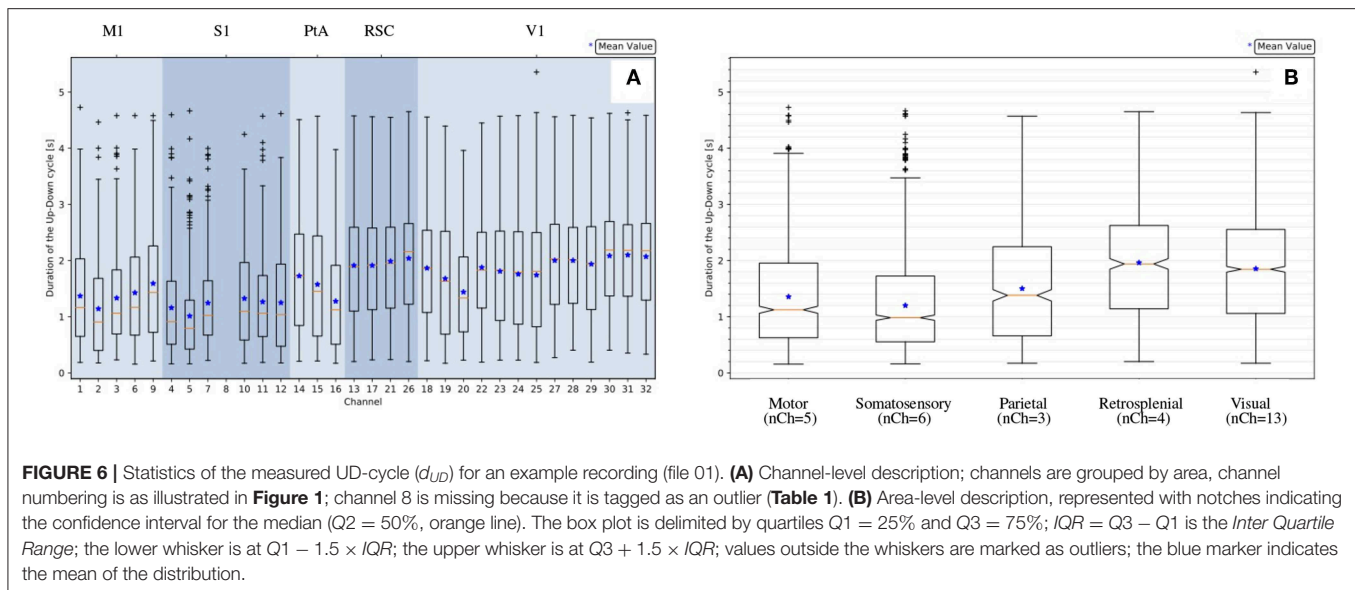 M1 S1 PtA RSC V1
Mean Value
A
Duration of the Up-Down cycle [s]
5
4
3
2
1
0
1 2 3 6 9 4 5 7 8 10 11 12 14 15 16 13 17 21 26 18 19 20 22 23 24 25 27 28 29 30 31 32
Channel
Mean Value
B
Duration of the Up-Down cycle [s]
5
4
3
2
1
0
Motor Somatosensory Parietal Retrosplenial Visual
(nCh=5) (nCh=6) (nCh=3) (nCh=4) (nCh=13)
FIGURE 6 | Statistics of the measured UD-cycle (dUD) for an example recording (file 01). (A) Channel-level description; channels are grouped by area, channel
numbering is as illustrated in Figure 1; channel 8 is missing because it is tagged as an outlier (Table 1). (B) Area-level description, represented with notches indicating
the confidence interval for the median (Q2 = 50%, orange line). The box plot is delimited by quartiles Q1 = 25% and Q3 = 75%; IQR = Q3 − Q1 is the Inter Quartile
Range; the lower whisker is at Q1 − 1.5 × IQR; the upper whisker is at Q3 + 1.5 × IQR; values outside the whiskers are marked as outliers; the blue marker indicates
the mean of the distribution.